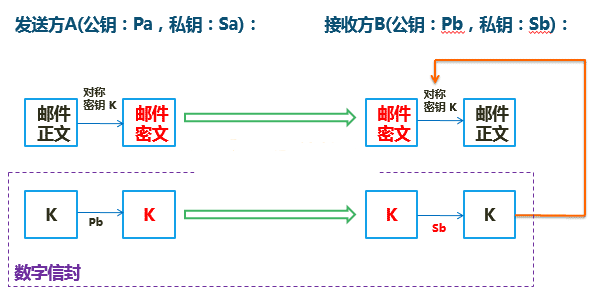 发送方A(公钥：Pa，私钥：Sa)：
接收方B(公钥：Pb，私钥：Sb)：
邮件
正文
对称
密钥 K
邮件
密文
邮件
密文
对称
密钥 K
邮件
正文
K
Pb
K
K
Sb
K
数字信封